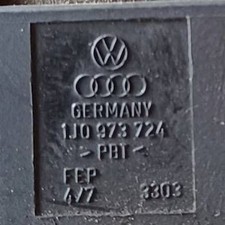 GERMANY
1J0 973 724
>PBT<
FEP
4/7 3303